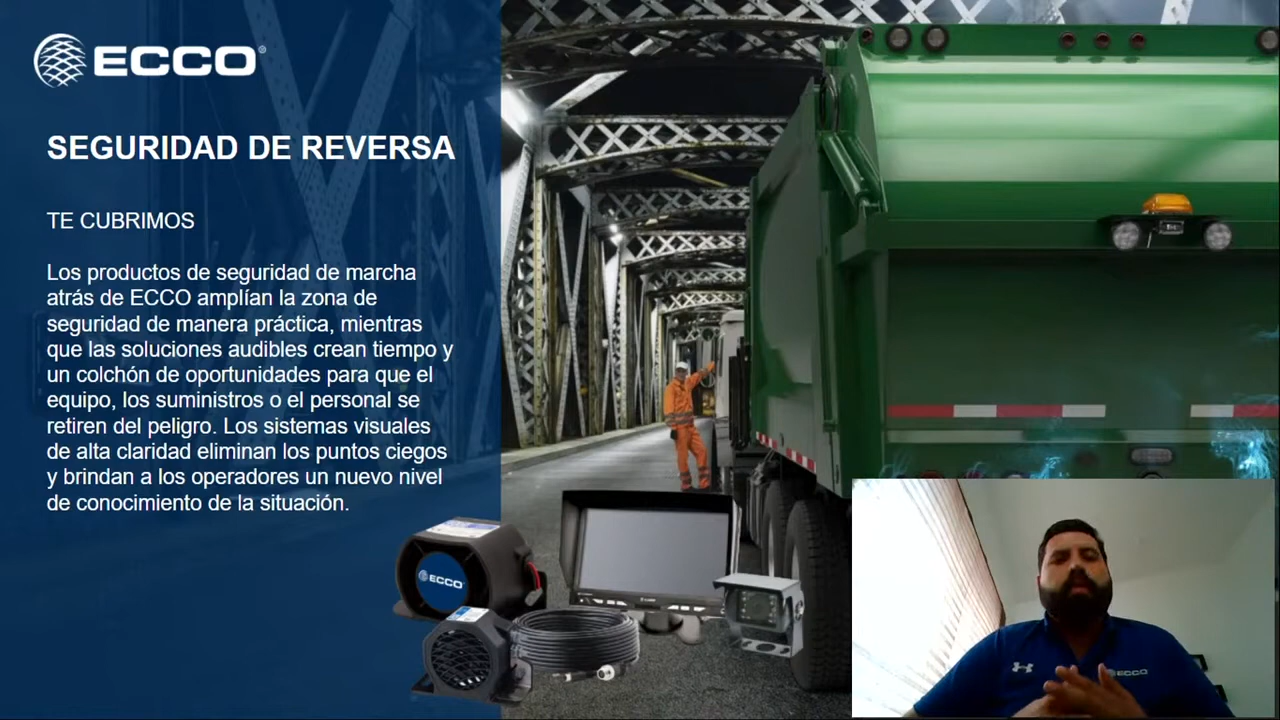 ECCO®
SEGURIDAD DE REVERSA
TE CUBRIMOS
Los productos de seguridad de marcha
atrás de ECCO amplían la zona de
seguridad de manera práctica, mientras
que las soluciones audibles crean tiempo y
un colchón de oportunidades para que el
equipo, los suministros o el personal se
retiren del peligro. Los sistemas visuales
de alta claridad eliminan los puntos ciegos
y brindan a los operadores un nuevo nivel
de conocimiento de la situación.
ECCO
ECCO